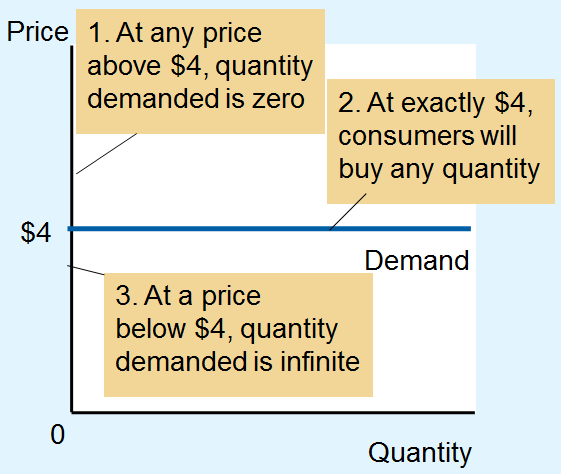 Price
1. At any price
above $4, quantity
demanded is zero
2. At exactly $4,
consumers will
buy any quantity
$4
Demand
3. At a price
below $4, quantity
demanded is infinite
0
Quantity